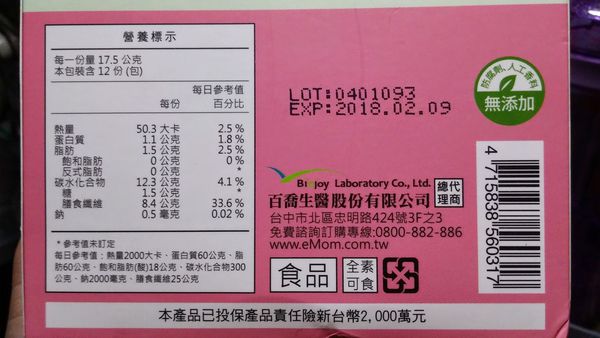 營養標示
每一份量 17.5 公克
本包裝含 12 份 (包)
每日參考值
每份 百分比
熱量 50.3 大卡 2.5 %
蛋白質 1.1 公克 1.8 %
脂肪 1.5 公克 2.5 %
飽和脂肪 0 公克 0 %
反式脂肪 0 公克 *
碳水化合物 12.3 公克 4.1 %
糖 1.5 公克 *
膳食纖維 8.4 公克 33.6 %
鈉 0.5 毫克 0.02 %
* 參考值未訂定
每日參考值：熱量2000大卡、蛋白質60公克、脂
肪60公克、飽和脂肪(酸)18公克、碳水化合物300
公克、鈉2000毫克、膳食纖維25公克
LOT:0401093
EXP:2018.02.09
防腐劑、人工香料
無添加
Bi joy Laboratory Co., Ltd.
百喬生醫股份有限公司
總代
理商
台中市北區忠明路424號3F之3
免費諮詢訂購專線:0800-882-886
www.eMom.com.tw
食品
全素
可食
4 715838 560317
本產品已投保產品責任險新台幣2,000萬元